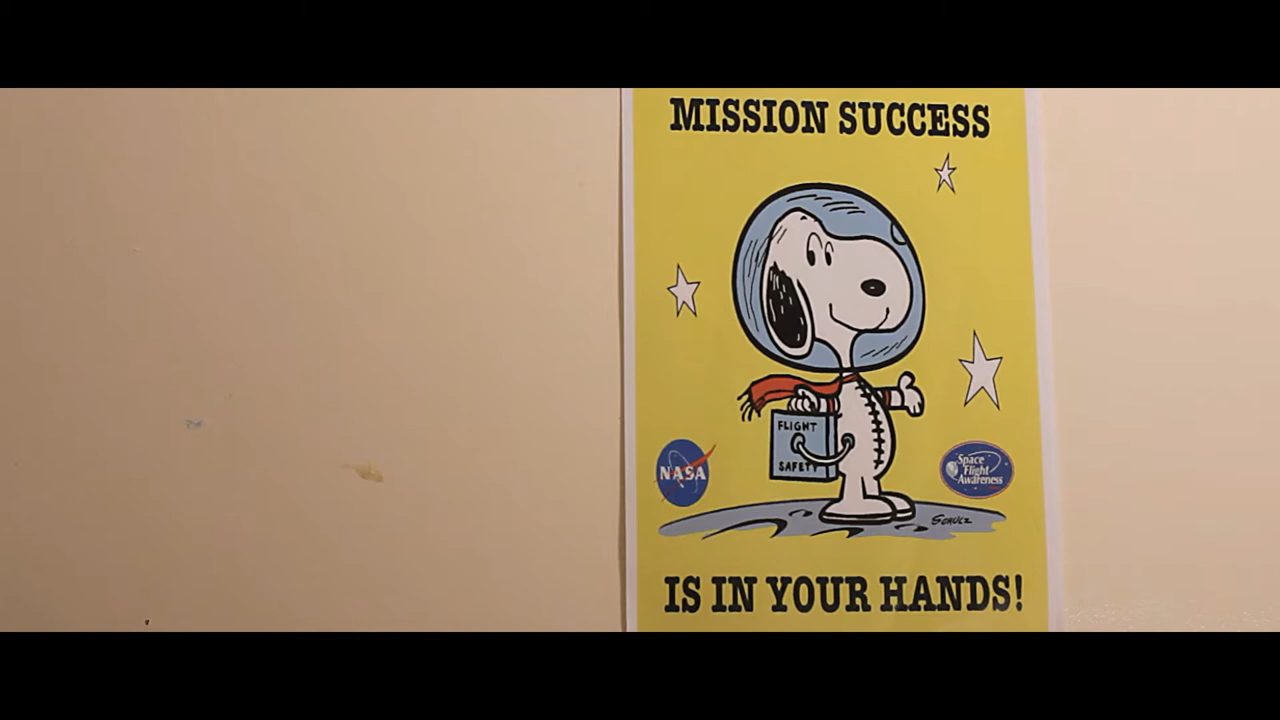 MISSION SUCCESS
FLIGHT
SAFETY
NASA
Space
Flight
Awareness
SCHULZ
IS IN YOUR HANDS!